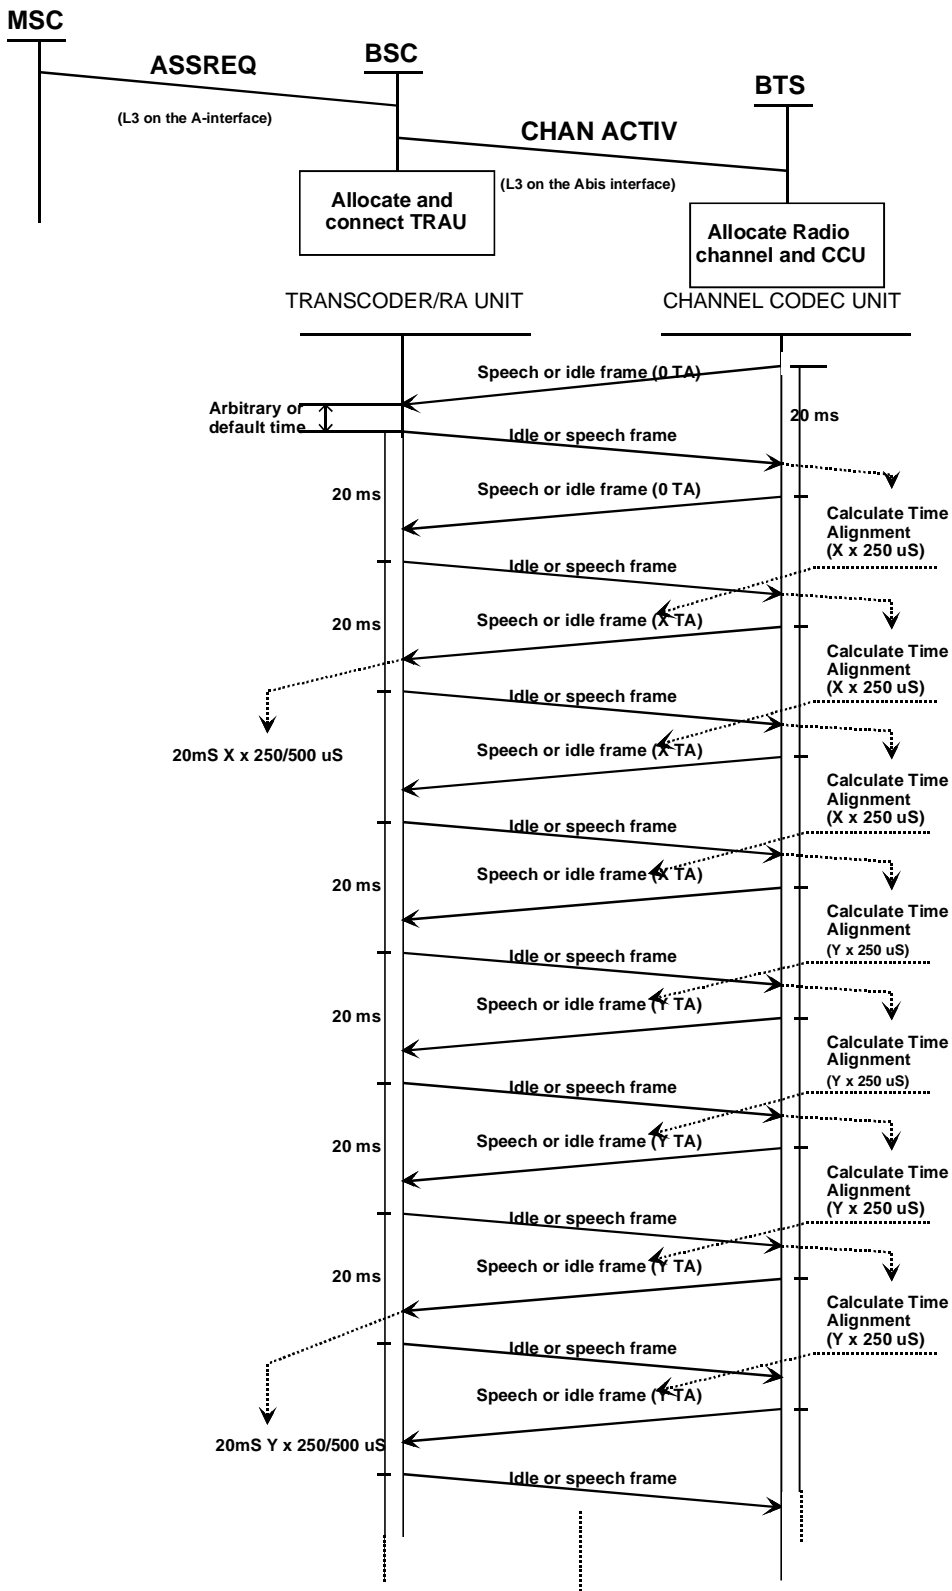 MSC
BSC
ASSREQ
BTS
(L3 on the A-interface)
CHAN ACTIV
(L3 on the Abis interface)
Allocate and
connect TRAU
Allocate Radio
channel and CCU
TRANSCODER/RA UNIT
CHANNEL CODEC UNIT
Speech or idle frame (0 TA)
Arbitrary or
default time
20 ms
Idle or speech frame
20 ms
Speech or idle frame (0 TA)
Calculate Time
Alignment
(X x 250 uS)
Idle or speech frame
20 ms
Speech or idle frame (X TA)
Calculate Time
Alignment
(X x 250 uS)
Idle or speech frame
20mS X x 250/500 uS
Speech or idle frame (X TA)
Calculate Time
Alignment
(X x 250 uS)
Idle or speech frame
Speech or idle frame (X TA)
20 ms
Calculate Time
Alignment
(Y x 250 uS)
Idle or speech frame
Speech or idle frame (Y TA)
20 ms
Calculate Time
Alignment
(Y x 250 uS)
Idle or speech frame
Speech or idle frame (Y TA)
20 ms
Calculate Time
Alignment
(Y x 250 uS)
Idle or speech frame
Speech or idle frame (Y TA)
20 ms
Calculate Time
Alignment
(Y x 250 uS)
Idle or speech frame
Speech or idle frame (Y TA)
20mS Y x 250/500 uS
Idle or speech frame